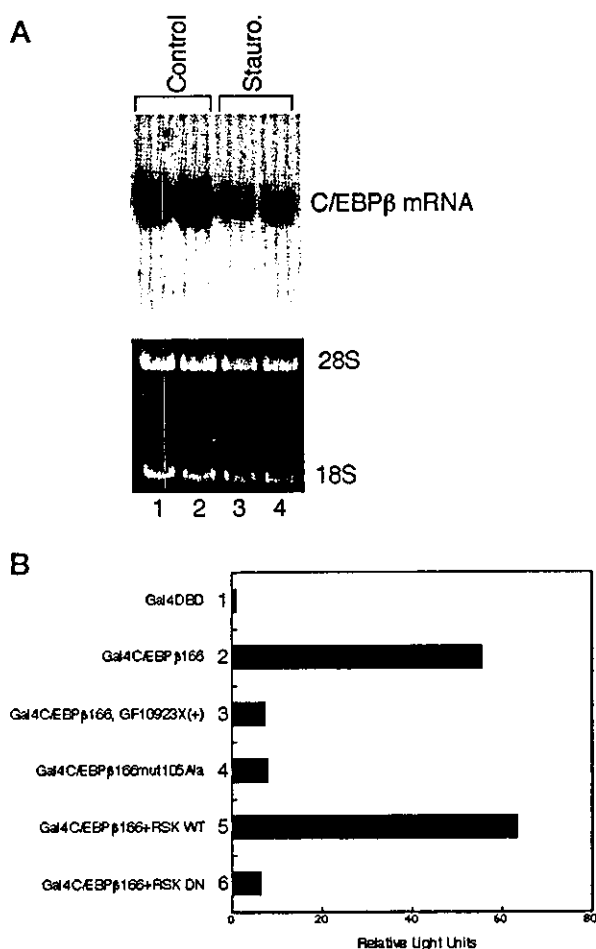 A
Control
Stauro.
C/EBPβ mRNA
28S
18S
1 2 3 4
B
Gal4DBD 1
Gal4C/EBPβ166 2
Gal4C/EBPβ166, GF10923X(+) 3
Gal4C/EBPβ166mut105Ala 4
Gal4C/EBPβ166+RSK WT 5
Gal4C/EBPβ166+RSK DN 6
0 20 40 60 80
Relative Light Units